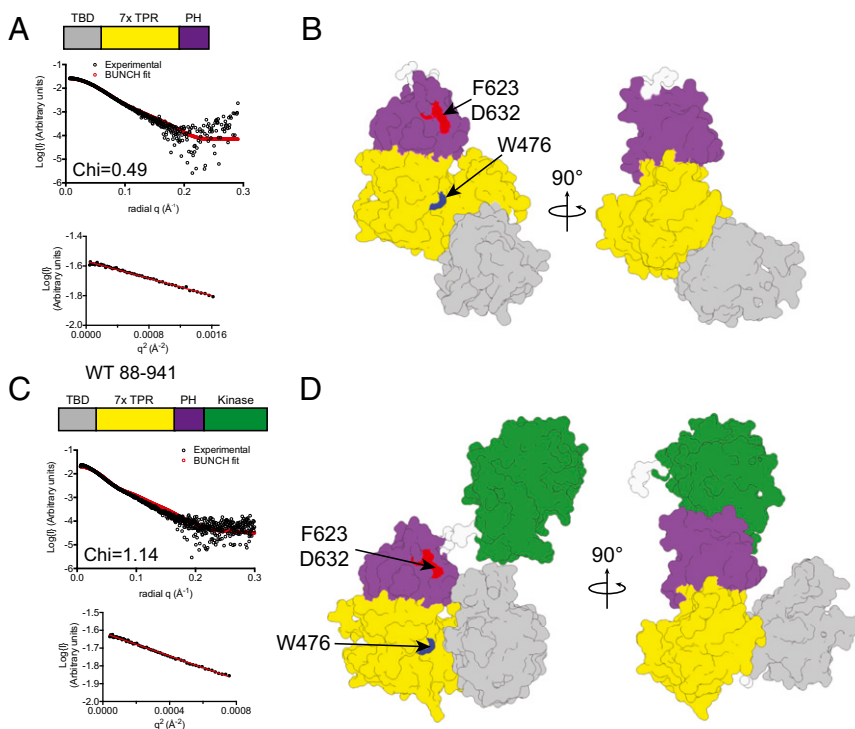 A
TBD 7x TPR PH
Experimental
BUNCH fit
Log(I) (Arbitrary units)
-1
-2
-3
-4
-5
-6
Chi=0.49
0.0 0.1 0.2 0.3
radial q (Å-1)
Log(I)
(Arbitrary units)
-1.4
-1.6
-1.8
-2.0
0.0000 0.0008 0.0016
q² (Å-2)
B
F623
D632
W476
90°
C
WT 88-941
TBD 7x TPR PH Kinase
Experimental
BUNCH fit
Log(I) (Arbitrary units)
-1
-2
-3
-4
-5
-6
Chi=1.14
0.0 0.1 0.2 0.3
radial q (Å-1)
Log(I)
(Arbitrary units)
-1.5
-1.6
-1.7
-1.8
-1.9
-2.0
0.0000 0.0004 0.0008
q² (Å-2)
D
F623
D632
W476
90°